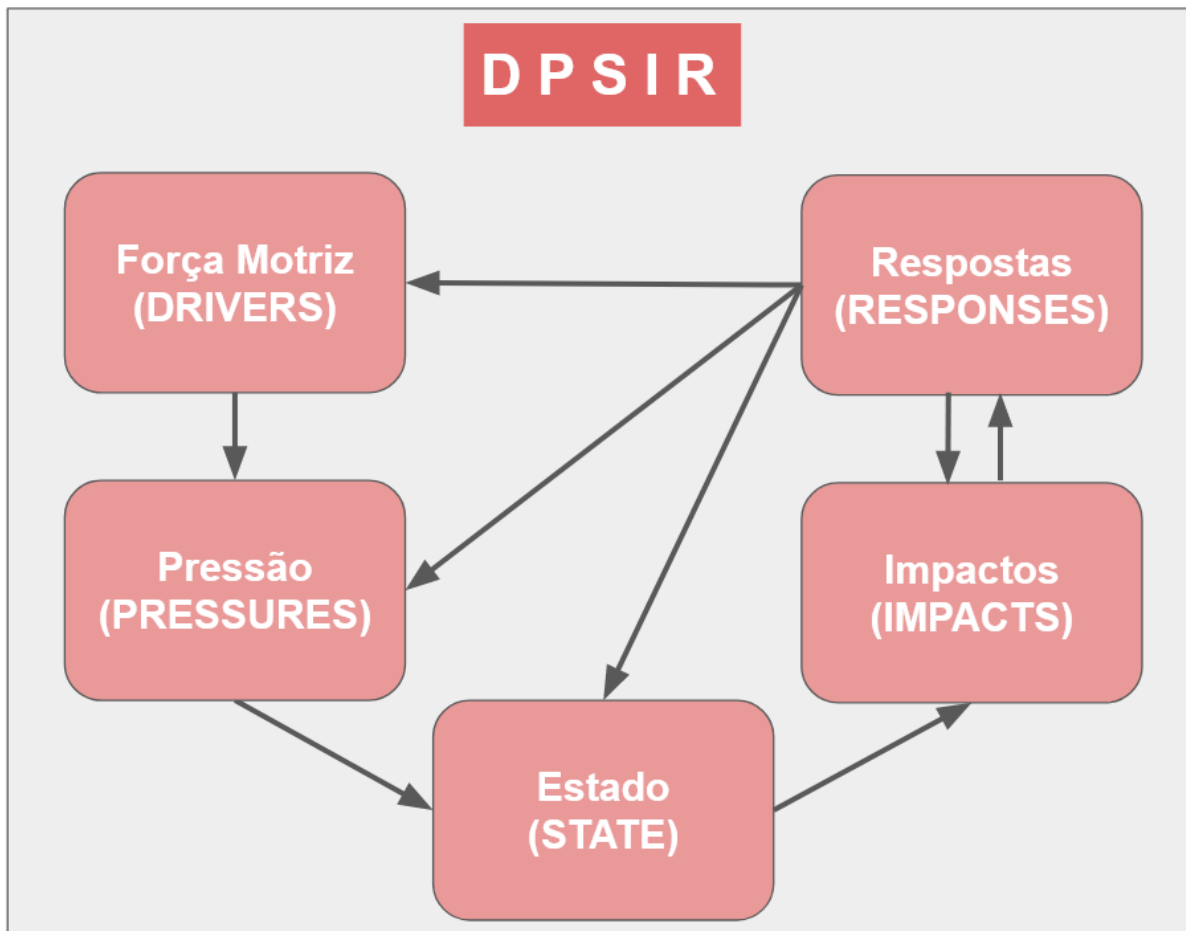 D P S I R
Força Motriz
(DRIVERS)
Respostas
(RESPONSES)
Pressão
(PRESSURES)
Impactos
(IMPACTS)
Estado
(STATE)